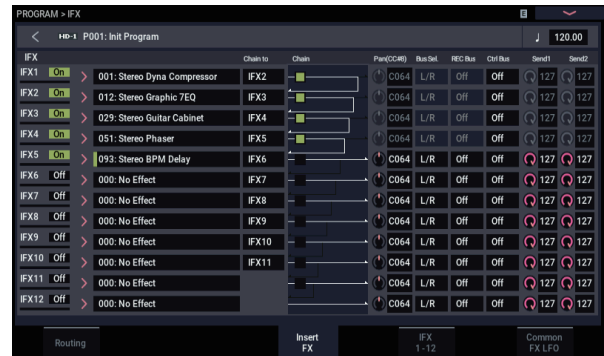 PROGRAM > IFX E
HD-1 P001: Init Program ♩ 120.00
IFX Chain to Chain Pan(CC#8) Bus Sel. REC Bus Ctrl Bus Send1 Send2
IFX1 On 001: Stereo Dyna Compressor IFX2 C064 L/R Off Off 127 127
IFX2 On 012: Stereo Graphic 7EQ IFX3 C064 L/R Off Off 127 127
IFX3 On 029: Stereo Guitar Cabinet IFX4 C064 L/R Off Off 127 127
IFX4 On 051: Stereo Phaser IFX5 C064 L/R Off Off 127 127
IFX5 On 093: Stereo BPM Delay IFX6 C064 L/R Off Off 127 127
IFX6 Off 000: No Effect IFX7 C064 L/R Off Off 127 127
IFX7 Off 000: No Effect IFX8 C064 L/R Off Off 127 127
IFX8 Off 000: No Effect IFX9 C064 L/R Off Off 127 127
IFX9 Off 000: No Effect IFX10 C064 L/R Off Off 127 127
IFX10 Off 000: No Effect IFX11 C064 L/R Off Off 127 127
IFX11 Off 000: No Effect C064 L/R Off Off 127 127
IFX12 Off 000: No Effect C064 L/R Off Off 127 127
Routing Insert IFX Common
FX 1-12 FX LFO